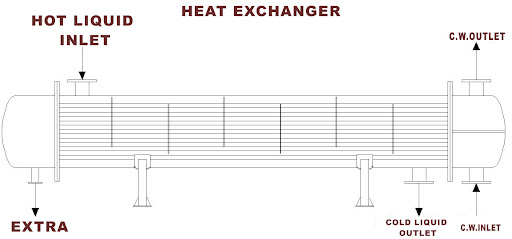 HEAT EXCHANGER
HOT LIQUID
INLET
C.W.OUTLET
EXTRA
COLD LIQUID
OUTLET
C.W.INLET